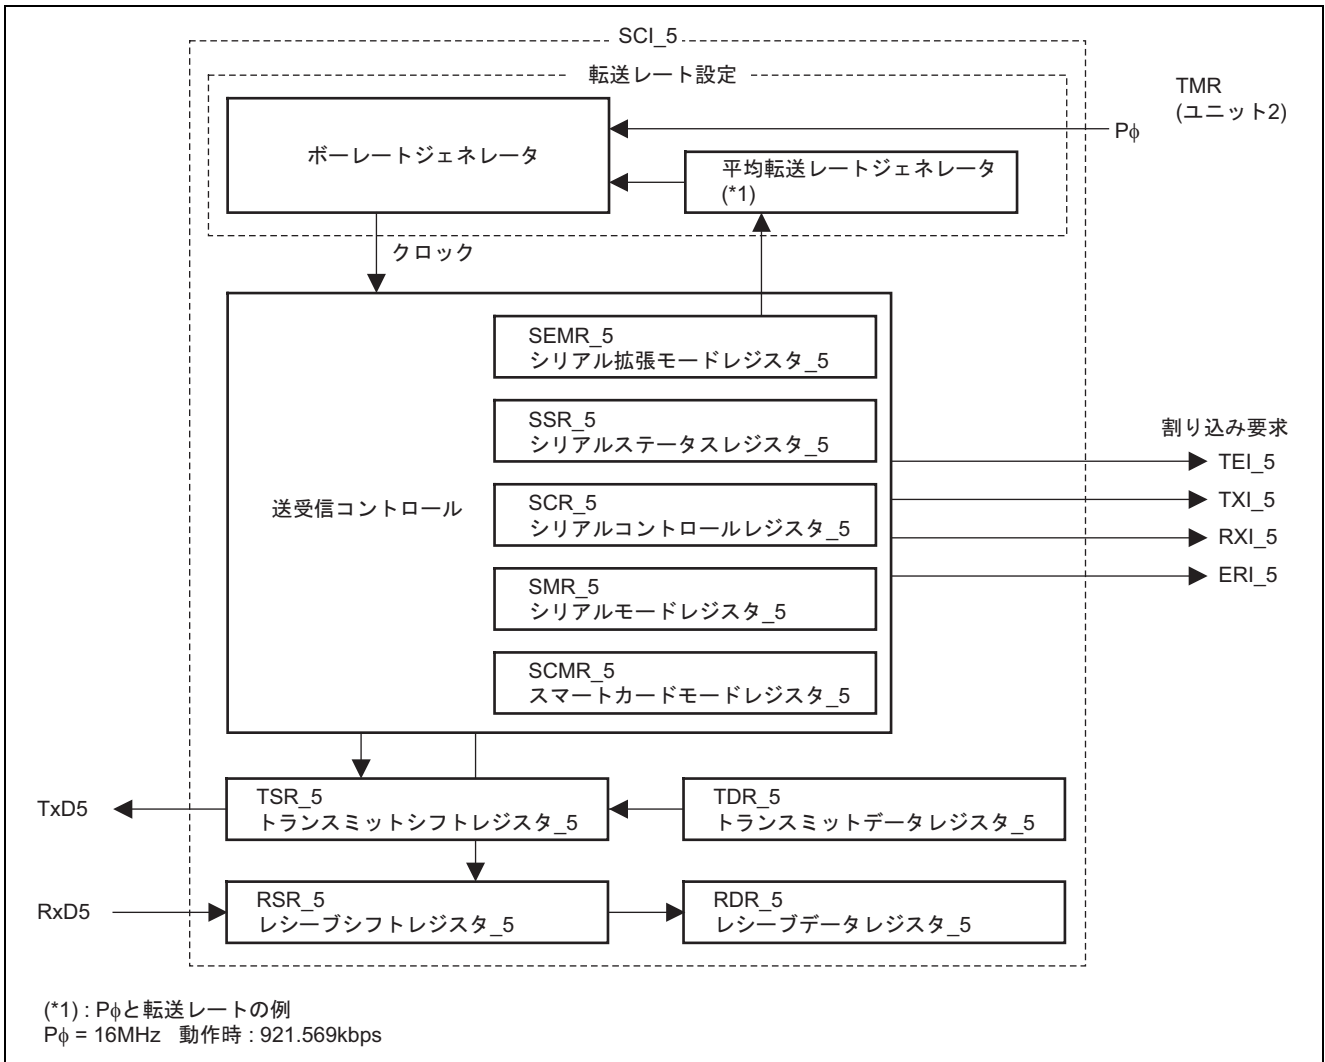 SCI_5
転送レート設定
TMR
(ユニット2)
Pφ
ボーレートジェネレータ
平均転送レートジェネレータ
(*1)
クロック
SEMR_5
シリアル拡張モードレジスタ_5
SSR_5
シリアルステータスレジスタ_5
割り込み要求
TEI_5
送受信コントロール
SCR_5
シリアルコントロールレジスタ_5
TXI_5
RXI_5
ERI_5
SMR_5
シリアルモードレジスタ_5
SCMR_5
スマートカードモードレジスタ_5
TxD5
TSR_5
トランスミットシフトレジスタ_5
TDR_5
トランスミットデータレジスタ_5
RxD5
RSR_5
レシーブシフトレジスタ_5
RDR_5
レシーブデータレジスタ_5
(*1) : Pφと転送レートの例
Pφ = 16MHz 動作時 : 921.569kbps